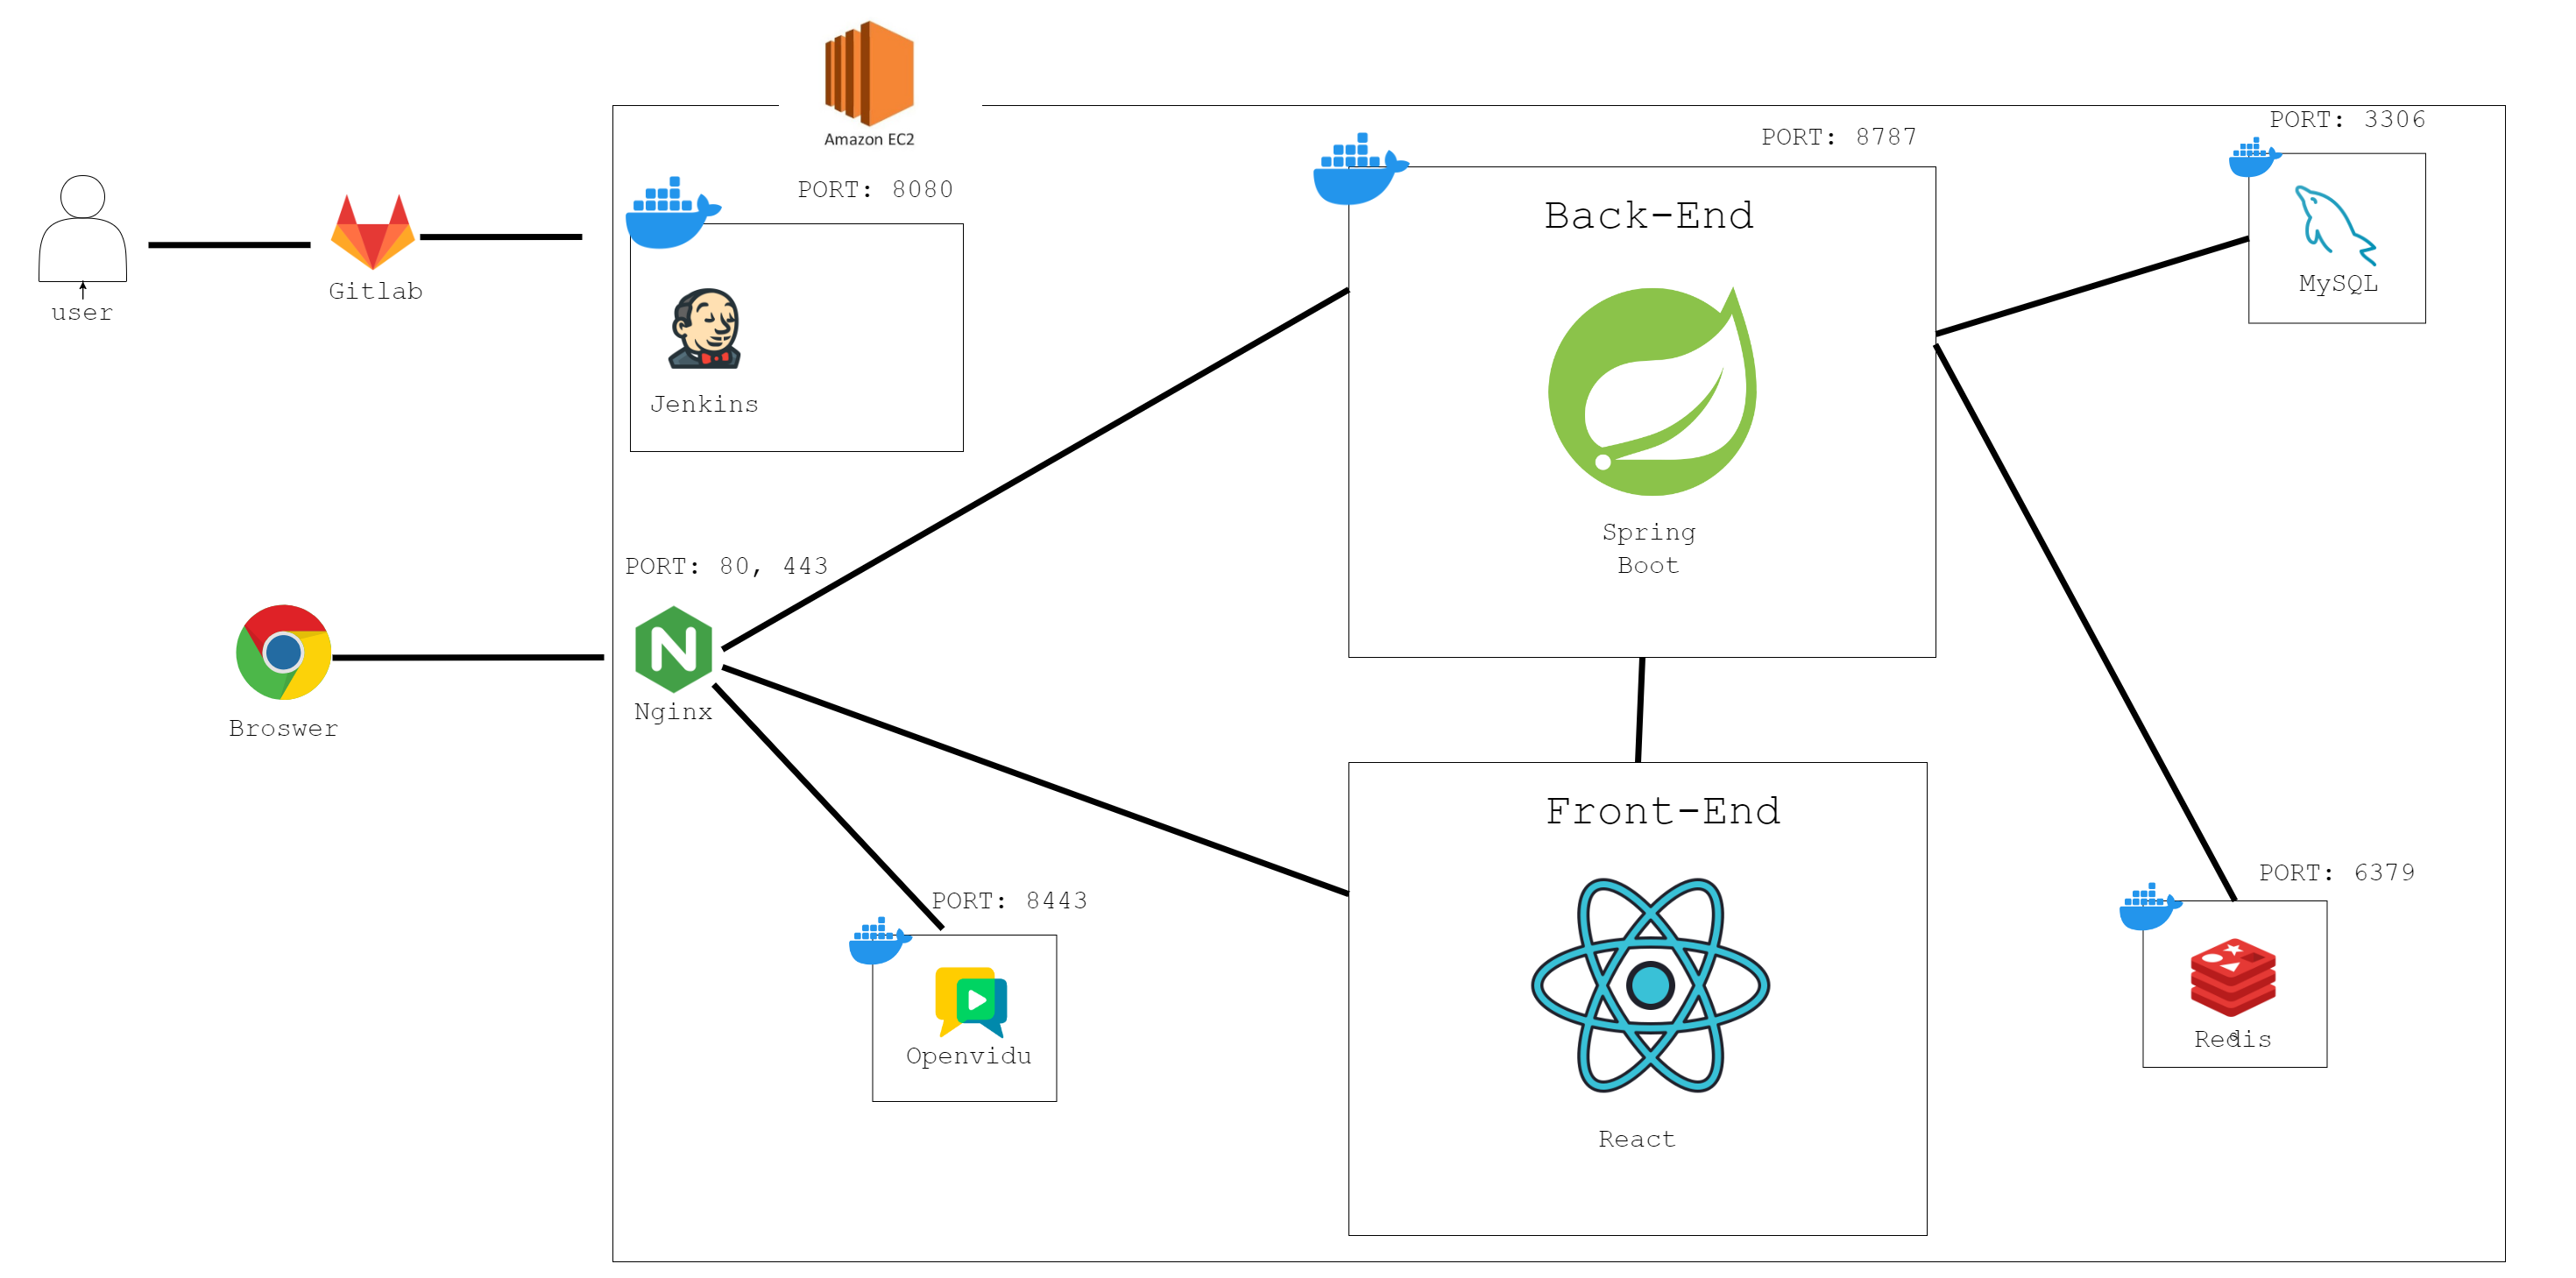 Amazon EC2
PORT: 8080
user
Gitlab
Jenkins
PORT: 8787
Back-End
Spring
Boot
PORT: 3306
MySQL
PORT: 80, 443
N
Nginx
Broswer
PORT: 8443
Openvidu
Front-End
React
PORT: 6379
Redis